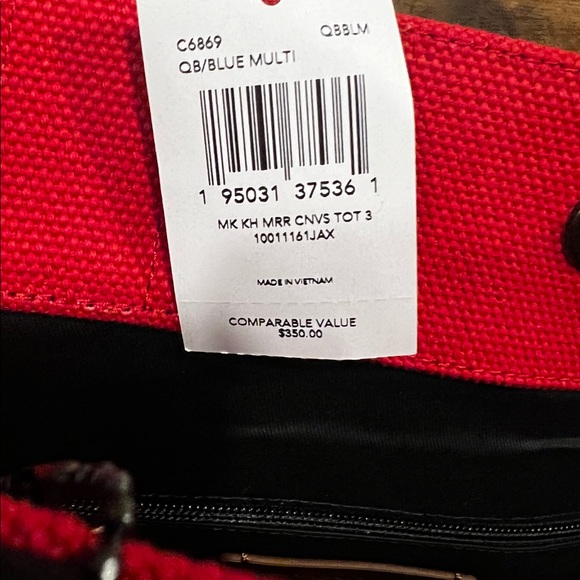 C6869 QBBLM
QB/BLUE MULTI
1 95031 37536 1
MK KH MRR CNVS TOT 3
10011161JAX
MADE IN VIETNAM
COMPARABLE VALUE
$350.00